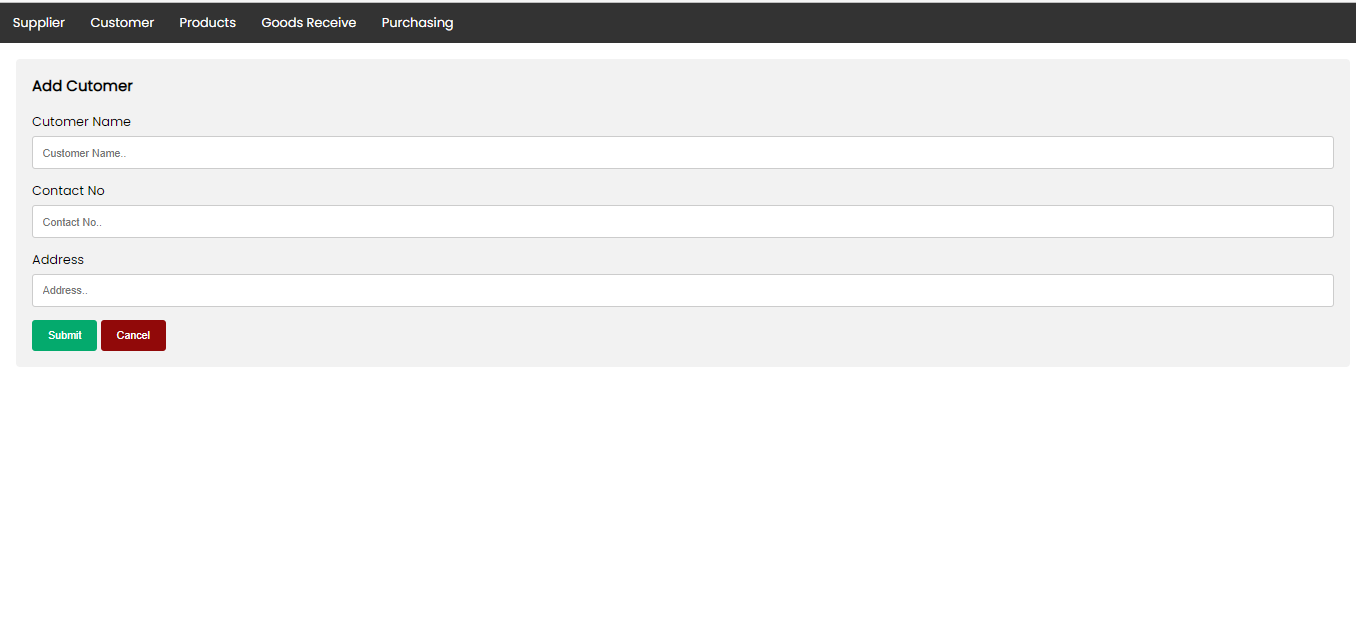 Supplier Customer Products Goods Receive Purchasing
Add Cutomer
Cutomer Name
Customer Name..
Contact No
Contact No..
Address
Address..
Submit Cancel